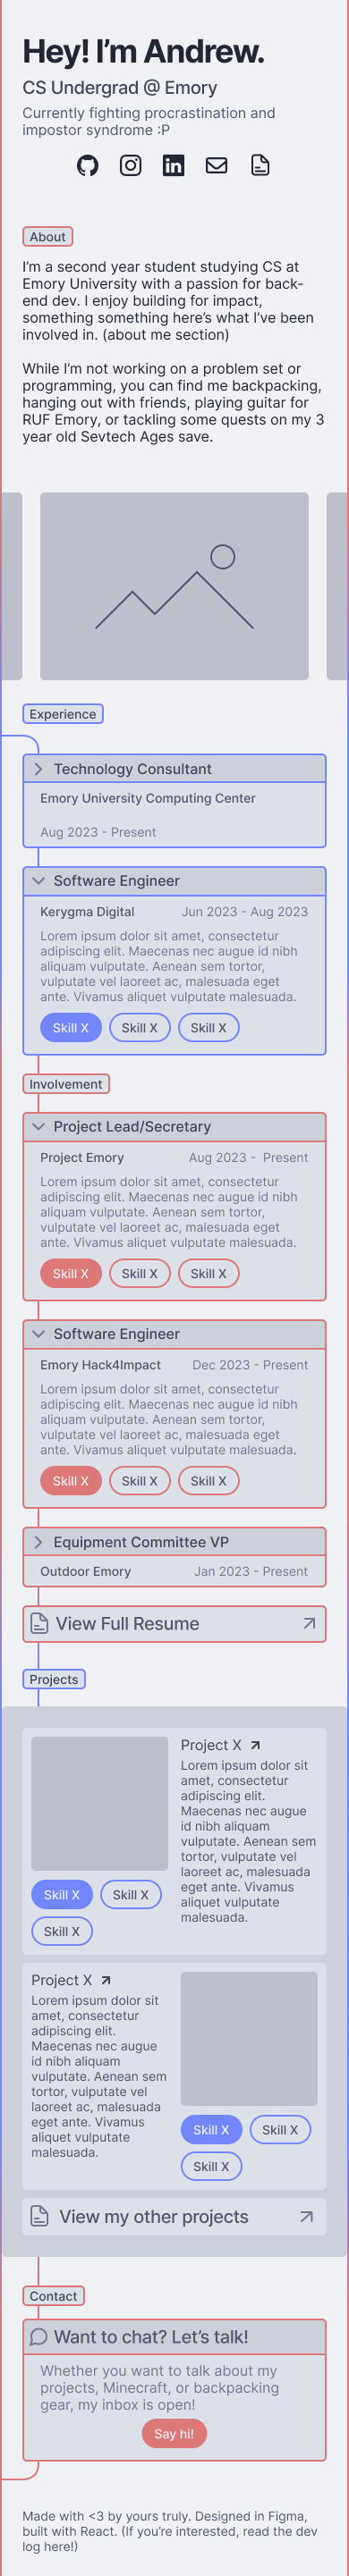 Hey! I’m Andrew.
CS Undergrad @ Emory
Currently fighting procrastination and
impostor syndrome :P
in
About
I’m a second year student studying CS at
Emory University with a passion for back-
end dev. I enjoy building for impact,
something something here’s what I’ve been
involved in. (about me section)
While I’m not working on a problem set or
programming, you can find me backpacking,
hanging out with friends, playing guitar for
RUF Emory, or tackling some quests on my 3
year old Sevtech Ages save.
Experience
Technology Consultant
Emory University Computing Center
Aug 2023 - Present
Software Engineer
Kerygma Digital Jun 2023 - Aug 2023
Lorem ipsum dolor sit amet, consectetur
adipiscing elit. Maecenas nec augue id nibh
aliquam vulputate. Aenean sem tortor,
vulputate vel laoreet ac, malesuada eget
ante. Vivamus aliquet vulputate malesuada.
Skill X Skill X Skill X
Involvement
Project Lead/Secretary
Project Emory Aug 2023 - Present
Lorem ipsum dolor sit amet, consectetur
adipiscing elit. Maecenas nec augue id nibh
aliquam vulputate. Aenean sem tortor,
vulputate vel laoreet ac, malesuada eget
ante. Vivamus aliquet vulputate malesuada.
Skill X Skill X Skill X
Software Engineer
Emory Hack4Impact Dec 2023 - Present
Lorem ipsum dolor sit amet, consectetur
adipiscing elit. Maecenas nec augue id nibh
aliquam vulputate. Aenean sem tortor,
vulputate vel laoreet ac, malesuada eget
ante. Vivamus aliquet vulputate malesuada.
Skill X Skill X Skill X
Equipment Committee VP
Outdoor Emory Jan 2023 - Present
View Full Resume
Projects
Project X
Lorem ipsum dolor sit
amet, consectetur
adipiscing elit.
Maecenas nec augue
id nibh aliquam
vulputate. Aenean sem
tortor, vulputate vel
laoreet ac, malesuada
eget ante. Vivamus
aliquet vulputate
malesuada.
Skill X Skill X
Skill X
Project X
Lorem ipsum dolor sit
amet, consectetur
adipiscing elit.
Maecenas nec augue
id nibh aliquam
vulputate. Aenean sem
tortor, vulputate vel
laoreet ac, malesuada
eget ante. Vivamus
aliquet vulputate
malesuada.
Skill X Skill X
Skill X
View my other projects
Contact
Want to chat? Let’s talk!
Whether you want to talk about my
projects, Minecraft, or backpacking
gear, my inbox is open!
Say hi!
Made with <3 by yours truly. Designed in Figma,
built with React. (If you’re interested, read the dev
log here!)